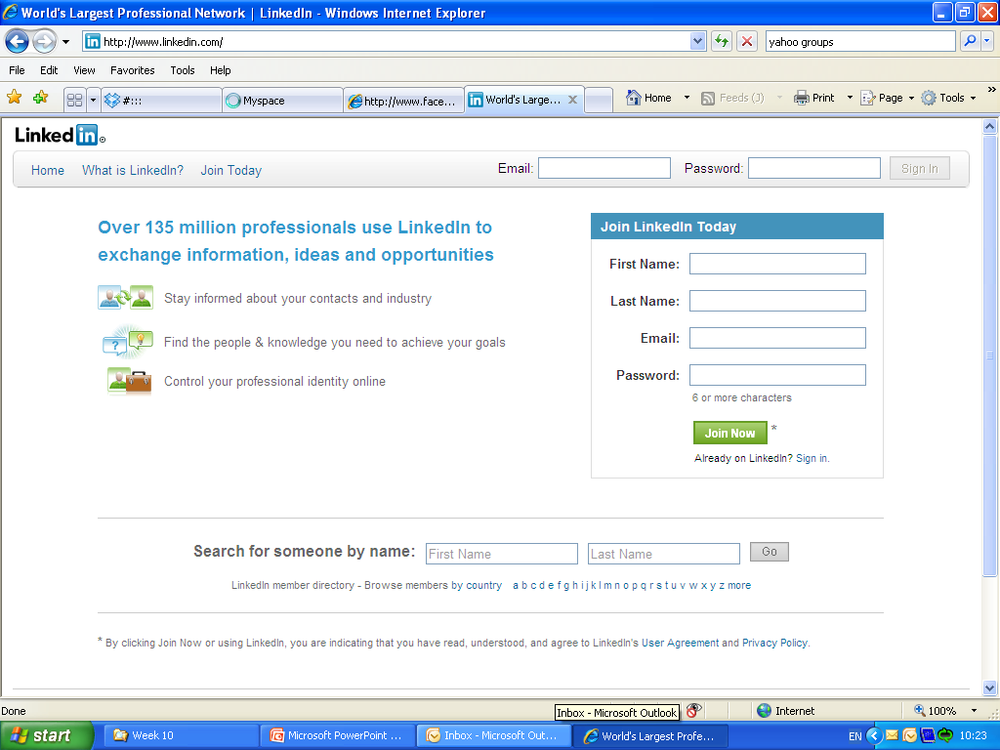 World's Largest Professional Network | LinkedIn - Windows Internet Explorer
http://www.linkedin.com/
yahoo groups
File Edit View Favorites Tools Help
#:::
Myspace
http://www.face...
World's Large...
Home
Feeds (J)
Print
Page
Tools
»
Linked in ®
Home What is LinkedIn? Join Today
Email:
Password:
Sign In
Over 135 million professionals use LinkedIn to
exchange information, ideas and opportunities
Stay informed about your contacts and industry
Find the people & knowledge you need to achieve your goals
Control your professional identity online
Join LinkedIn Today
First Name:
Last Name:
Email:
Password:
6 or more characters
Join Now *
Already on LinkedIn? Sign in.
Search for someone by name: First Name Last Name Go
LinkedIn member directory - Browse members by country a b c d e f g h i j k l m n o p q r s t u v w x y z more
* By clicking Join Now or using LinkedIn, you are indicating that you have read, understood, and agree to LinkedIn's User Agreement and Privacy Policy.
Done
Inbox - Microsoft Outlook
Internet
100%
start
Week 10
Microsoft PowerPoint ...
Inbox - Microsoft Out...
World's Largest Profe...
EN
10:23